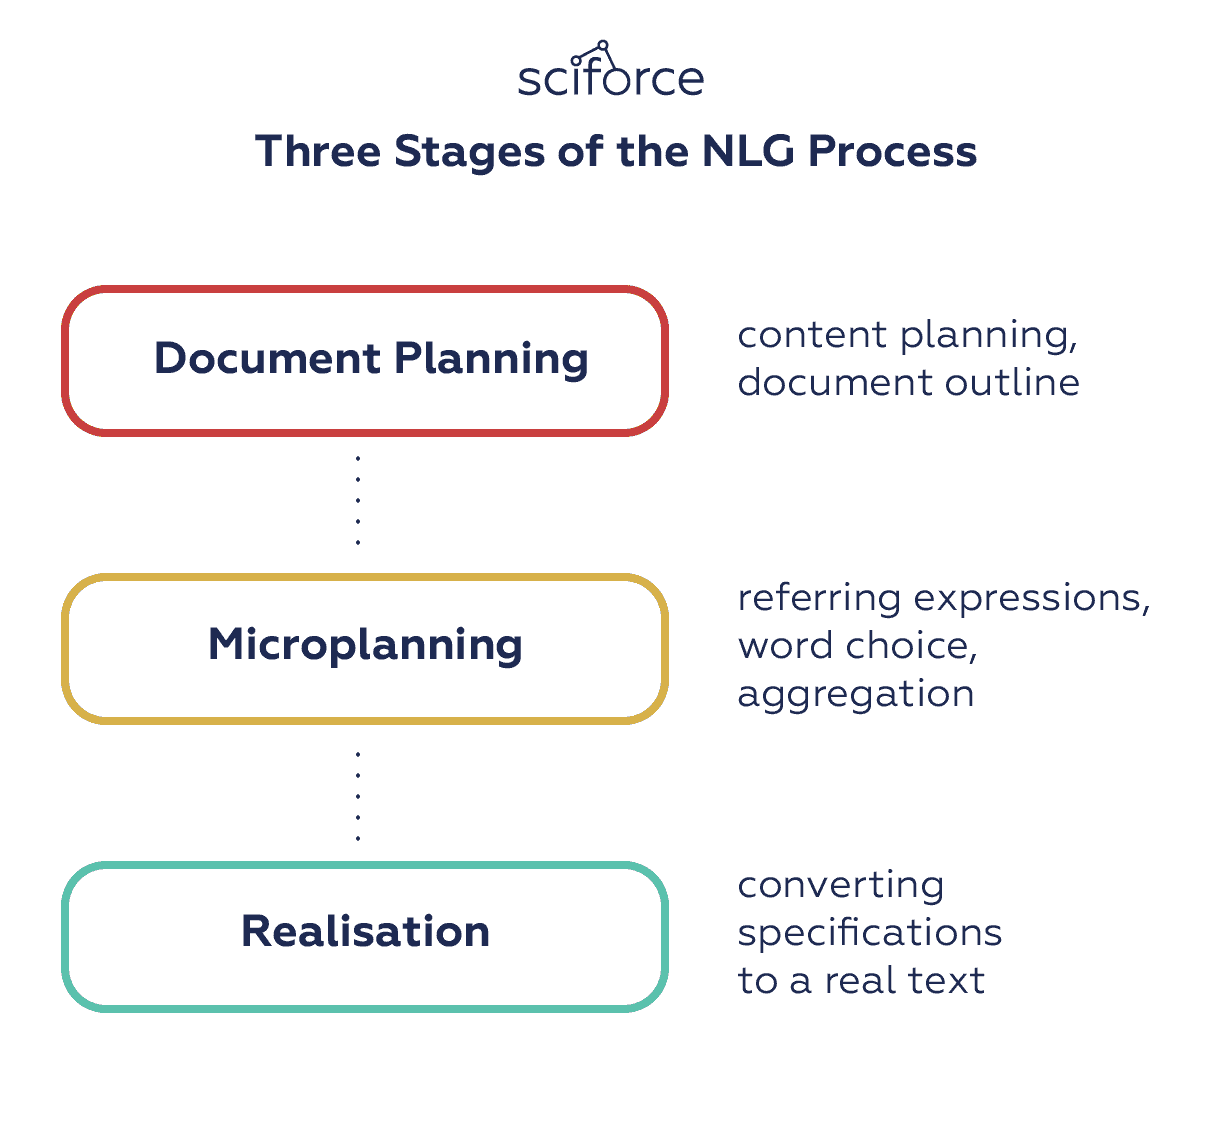 sciforce
Three Stages of the NLG Process
Document Planning
content planning,
document outline
Microplanning
referring expressions,
word choice,
aggregation
Realisation
converting
specifications
to a real text